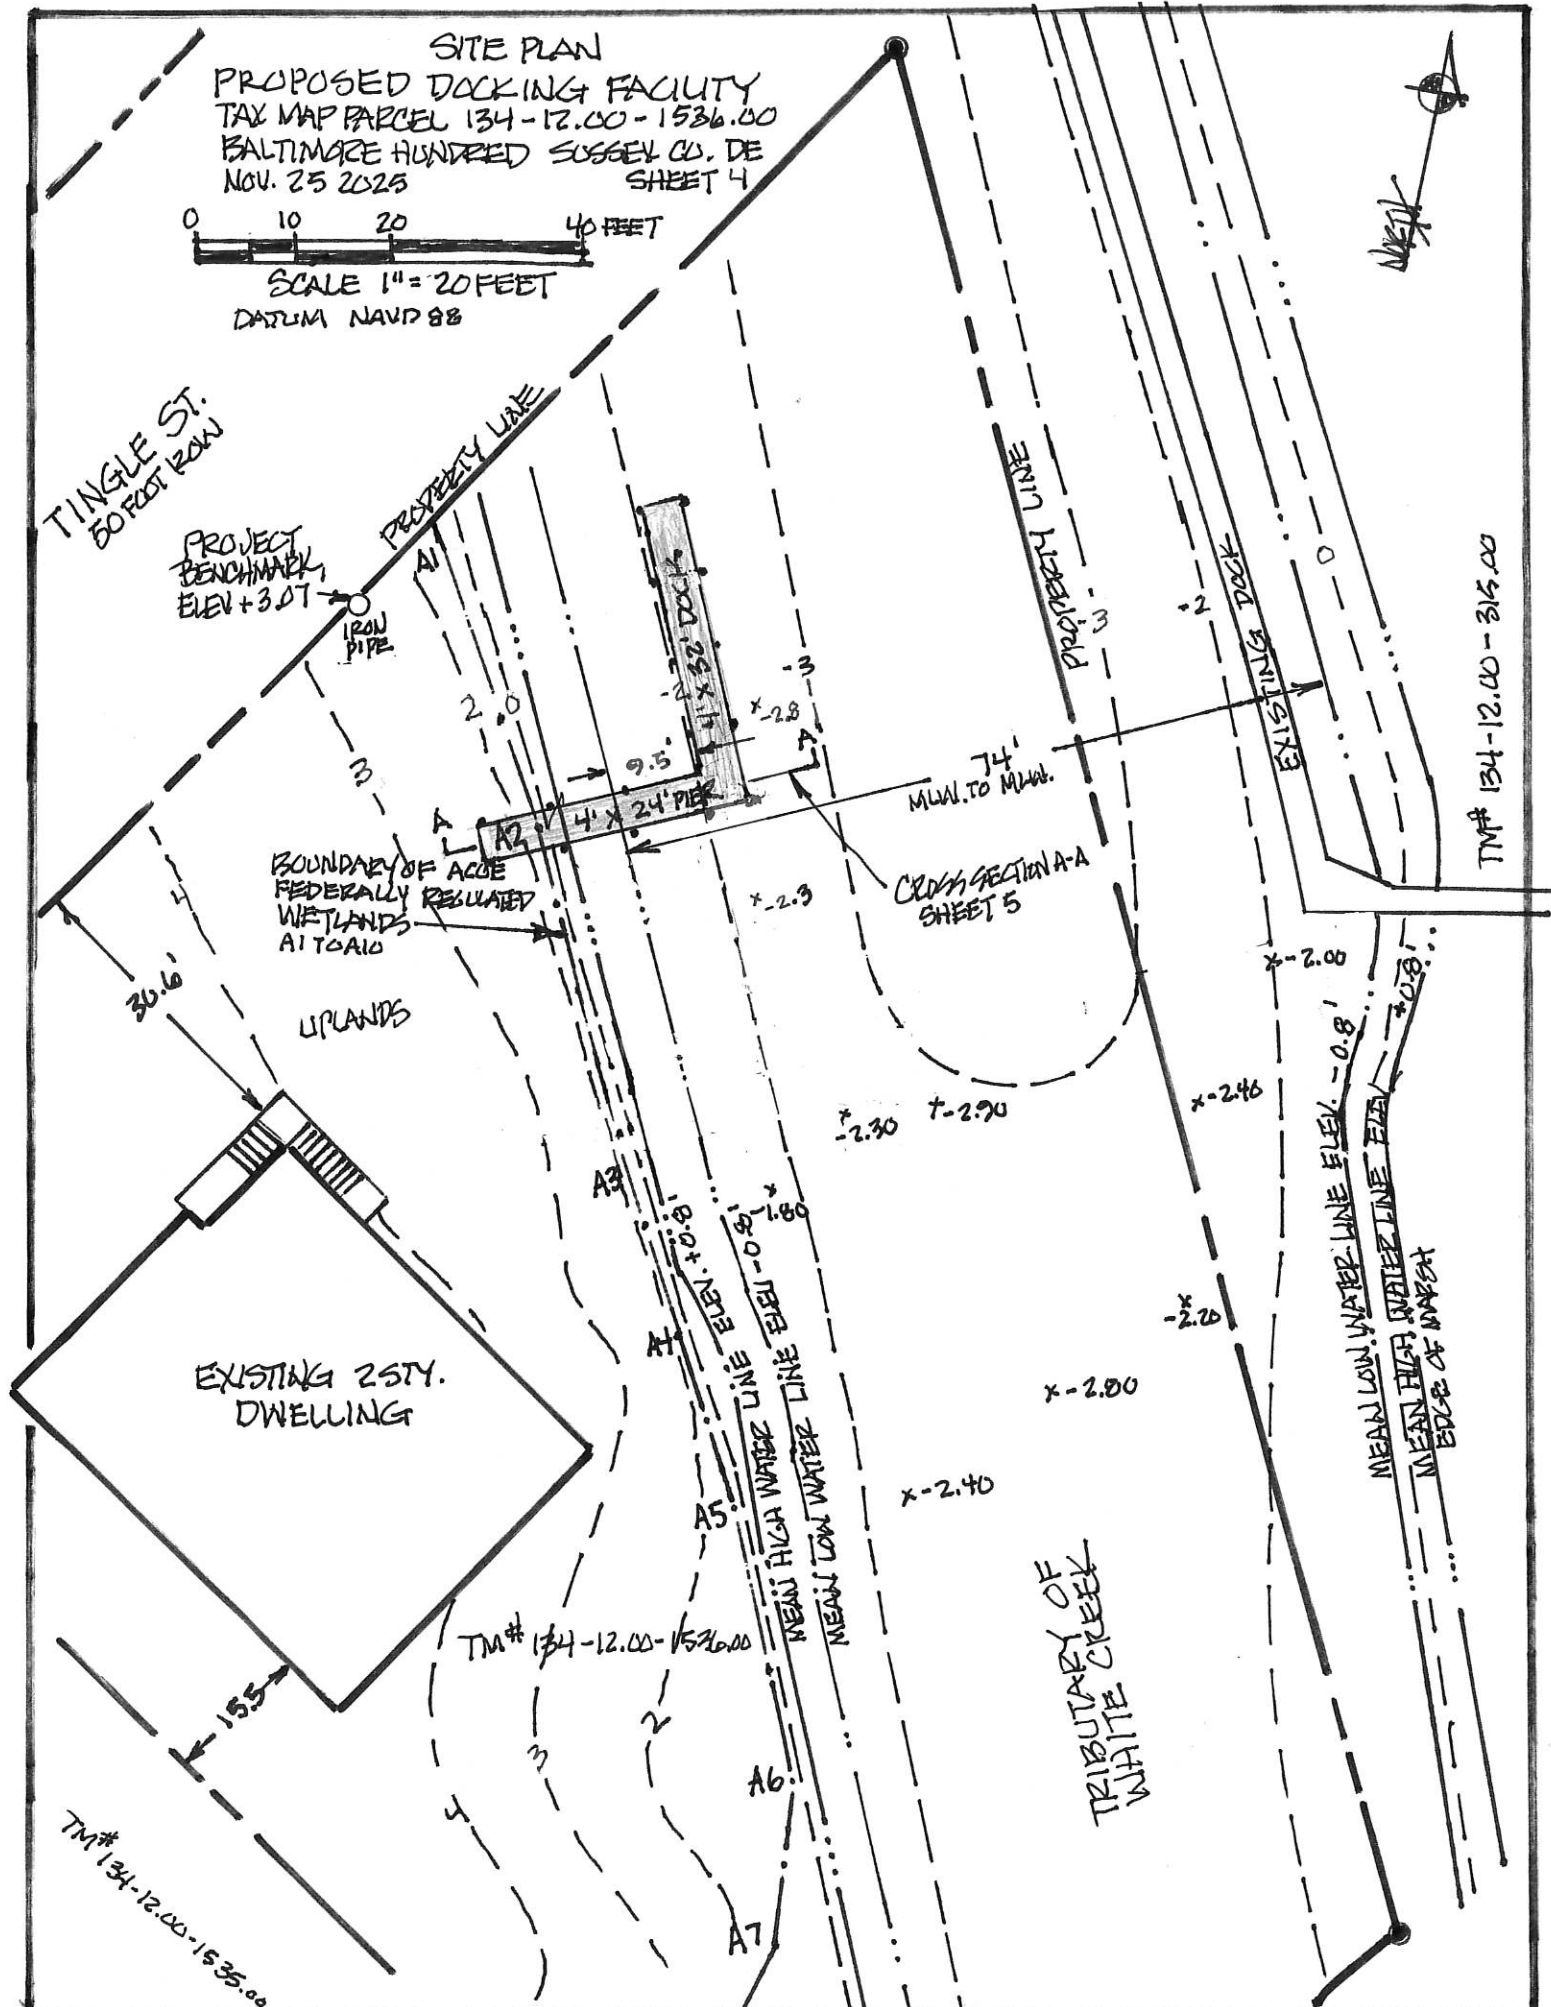 SITE PLAN
PROPOSED DOCKING FACILITY
TAX MAP PARCEL 134-12.00-1536.00
BALTIMORE HUNDRED SUSSEX CO. DE
NOV. 25 2025 SHEET 4
0 10 20 40 FEET
SCALE 1"=20 FEET
DATUM NAVD 88
NORTH
TINGLE ST.
50 FOOT ROW
PROPERTY LINE
PROJECT
BENCHMARK,
ELEV +3.07
IRON
PIPE
A1
2
0
3
4
4' X 25' DOCK
-2
-3
x-2.8
PROPERTY LINE
-3
-2
EXISTING DOCK
0
TM# 134-12.00-315.00
9.5'
A
A2
4' X 24' PIER
A
74'
MLW. TO MLW.
BOUNDARY OF ACOE
FEDERALLY REGULATED
WETLANDS
A1 TO A10
x-2.3
CROSS SECTION A-A
SHEET 5
30.6'
UPLANDS
x-2.00
x-2.40
x-2.30
x-2.90
x-1.80
x-2.20
x-2.80
x-2.40
A3
A4
A5
A6
A7
MEAN HIGH WATER LINE ELEV. +0.8'
MEAN LOW WATER LINE ELEV -0.8'
MEAN LOW WATER LINE ELEV. -0.8'
MEAN HIGH WATER LINE ELEV +0.8'
EDGE OF MARSH
EXISTING 2STY.
DWELLING
TM# 134-12.00-1536.00
15.5
2
3
4
TRIBUTARY OF
WHITE CREEK
TM# 134-12.00-1535.00